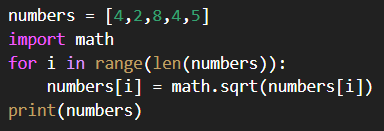 numbers = [4,2,8,4,5]
import math
for i in range(len(numbers)):
    numbers[i] = math.sqrt(numbers[i])
print(numbers)